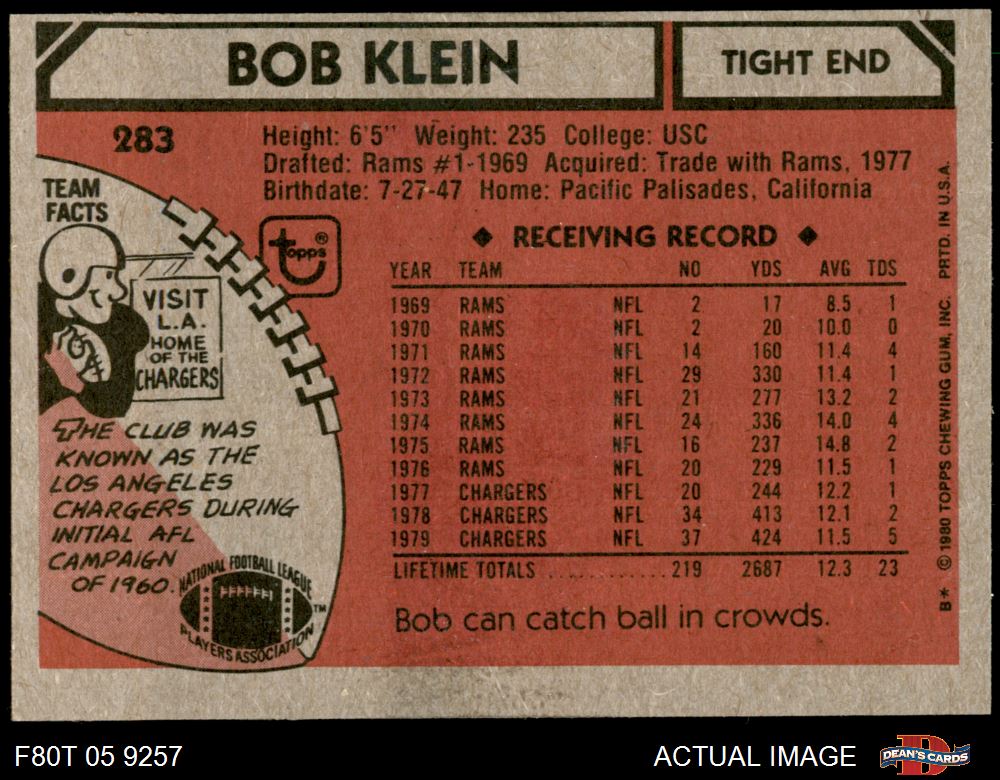 BOB KLEIN
TIGHT END
283
Height: 6'5" Weight: 235 College: USC
Drafted: Rams #1-1969 Acquired: Trade with Rams, 1977
Birthdate: 7-27-47 Home: Pacific Palisades, California
TEAM
FACTS
VISIT
L.A.
HOME
OF THE
CHARGERS
THE CLUB WAS
KNOWN AS THE
LOS ANGELES
CHARGERS DURING
INITIAL AFL
CAMPAIGN
OF 1960.
NATIONAL FOOTBALL LEAGUE
PLAYERS ASSOCIATION
TM
topps ®
◆ RECEIVING RECORD ◆
YEAR TEAM NO YDS AVG TDS
1969 RAMS NFL 2 17 8.5 1
1970 RAMS NFL 2 20 10.0 0
1971 RAMS NFL 14 160 11.4 4
1972 RAMS NFL 29 330 11.4 1
1973 RAMS NFL 21 277 13.2 2
1974 RAMS NFL 24 336 14.0 4
1975 RAMS NFL 16 237 14.8 2
1976 RAMS NFL 20 229 11.5 1
1977 CHARGERS NFL 20 244 12.2 1
1978 CHARGERS NFL 34 413 12.1 2
1979 CHARGERS NFL 37 424 11.5 5
LIFETIME TOTALS ............ 219 2687 12.3 23
Bob can catch ball in crowds.
B* © 1980 TOPPS CHEWING GUM, INC. PRTD. IN U.S.A.
F80T 05 9257
ACTUAL IMAGE
D
DEAN'S CARDS